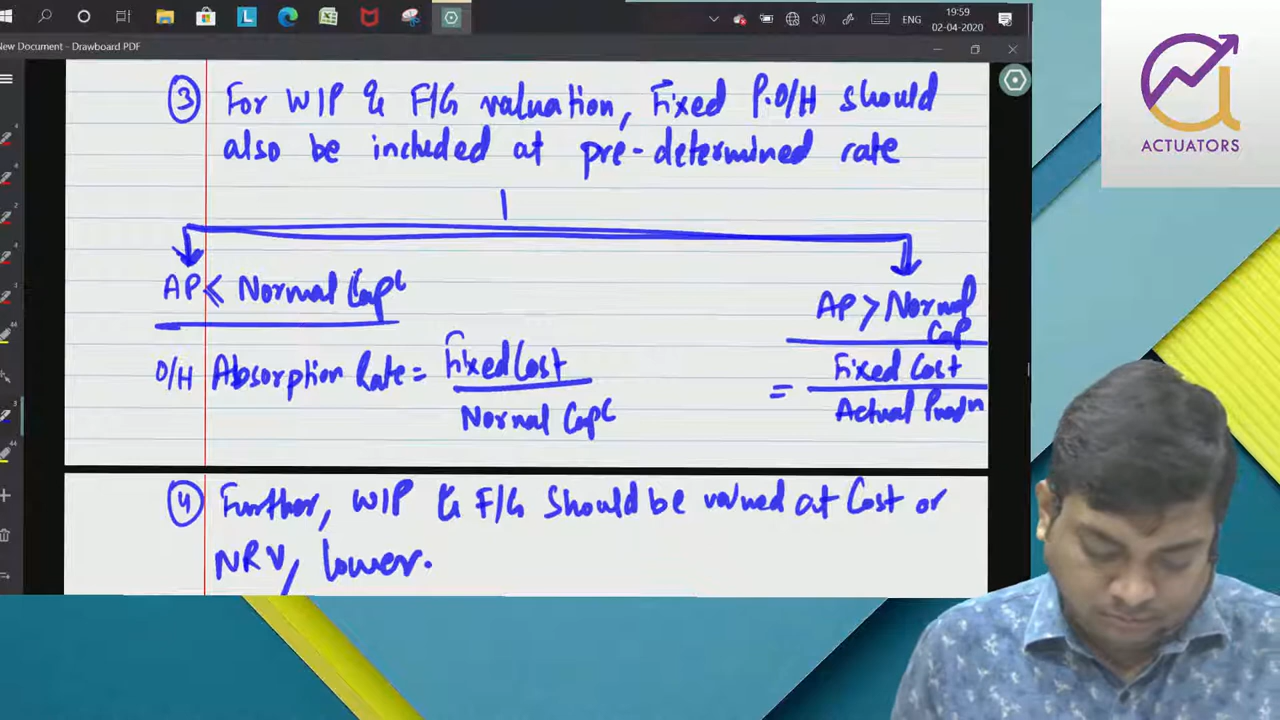 19:59
ENG
02-04-2020
New Document - Drawboard PDF
ACTUATORS
③ For WIP & F/G valuation, Fixed P.O/H should
also be included at pre-determined rate
AP < Normal Capc
AP > Normal
Cap
O/H Absorption Rate = Fixed Cost
Normal Capc
= Fixed Cost
Actual Prodn
④ Further, WIP & F/G should be valued at Cost or
NRV, lower.